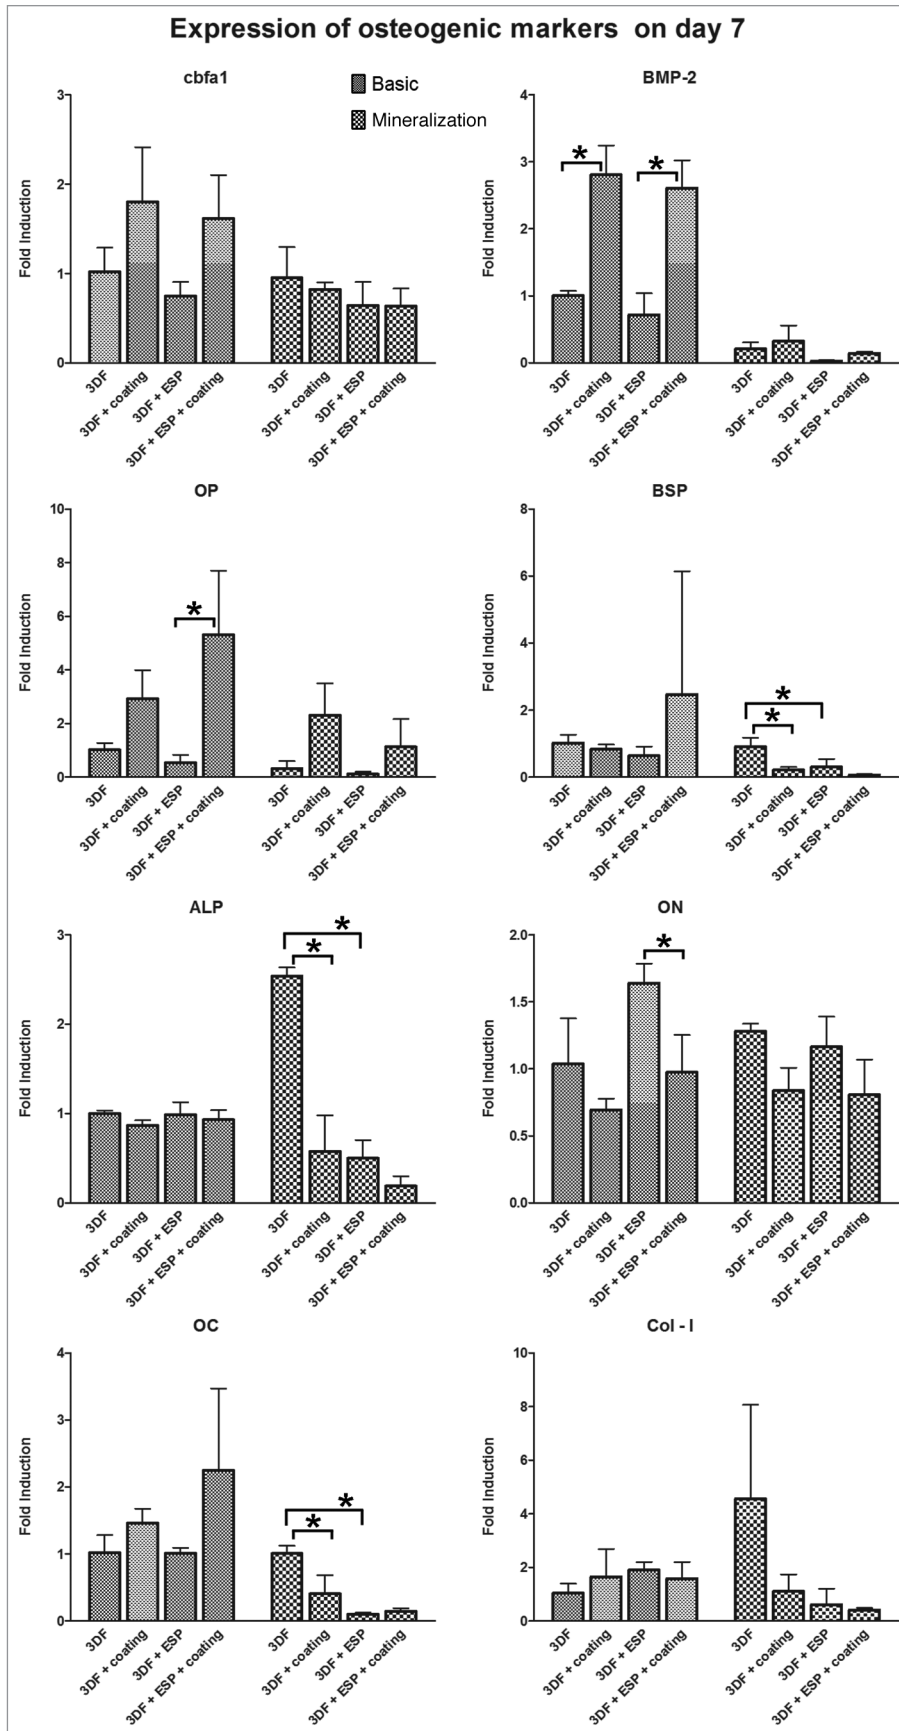 Expression of osteogenic markers on day 7
cbfa1
Basic
Mineralization
Fold Induction
3
2
1
0
3DF
3DF + coating
3DF + ESP
3DF + ESP + coating
3DF
3DF + coating
3DF + ESP
3DF + ESP + coating
BMP-2
Fold Induction
4
3
2
1
0
*
*
3DF
3DF + coating
3DF + ESP
3DF + ESP + coating
3DF
3DF + coating
3DF + ESP
3DF + ESP + coating
OP
Fold Induction
10
8
6
4
2
0
*
3DF
3DF + coating
3DF + ESP
3DF + ESP + coating
3DF
3DF + coating
3DF + ESP
3DF + ESP + coating
BSP
Fold Induction
8
6
4
2
0
*
*
3DF
3DF + coating
3DF + ESP
3DF + ESP + coating
3DF
3DF + coating
3DF + ESP
3DF + ESP + coating
ALP
Fold Induction
3
2
1
0
*
*
3DF
3DF + coating
3DF + ESP
3DF + ESP + coating
3DF
3DF + coating
3DF + ESP
3DF + ESP + coating
ON
Fold Induction
2.0
1.5
1.0
0.5
0.0
*
3DF
3DF + coating
3DF + ESP
3DF + ESP + coating
3DF
3DF + coating
3DF + ESP
3DF + ESP + coating
OC
Fold Induction
4
3
2
1
0
*
*
3DF
3DF + coating
3DF + ESP
3DF + ESP + coating
3DF
3DF + coating
3DF + ESP
3DF + ESP + coating
Col - I
Fold Induction
10
8
6
4
2
0
3DF
3DF + coating
3DF + ESP
3DF + ESP + coating
3DF
3DF + coating
3DF + ESP
3DF + ESP + coating